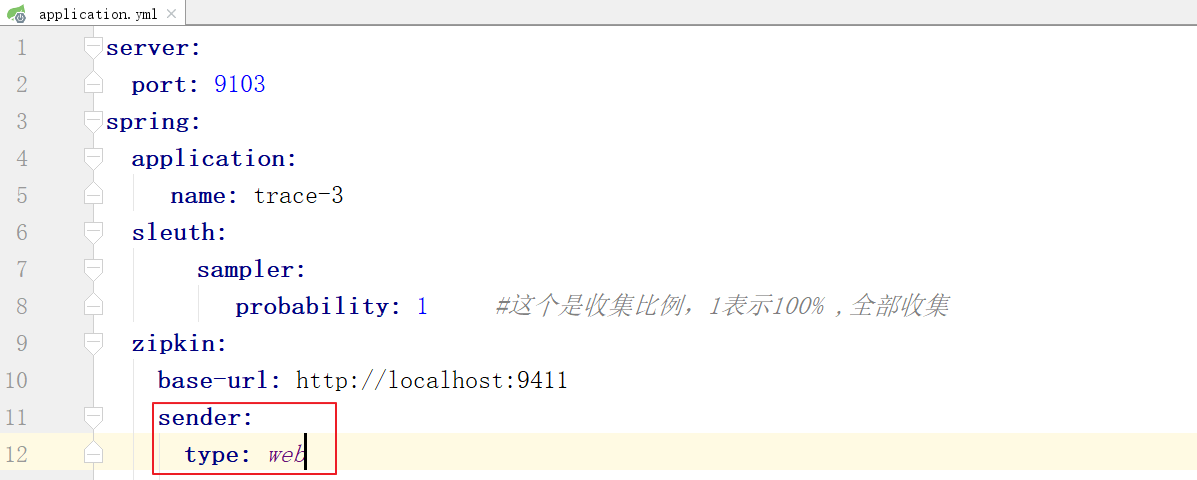 application.yml
1 server:
2 port: 9103
3 spring:
4 application:
5 name: trace-3
6 sleuth:
7 sampler:
8 probability: 1 #这个是收集比例，1表示100% ,全部收集
9 zipkin:
10 base-url: http://localhost:9411
11 sender:
12 type: web